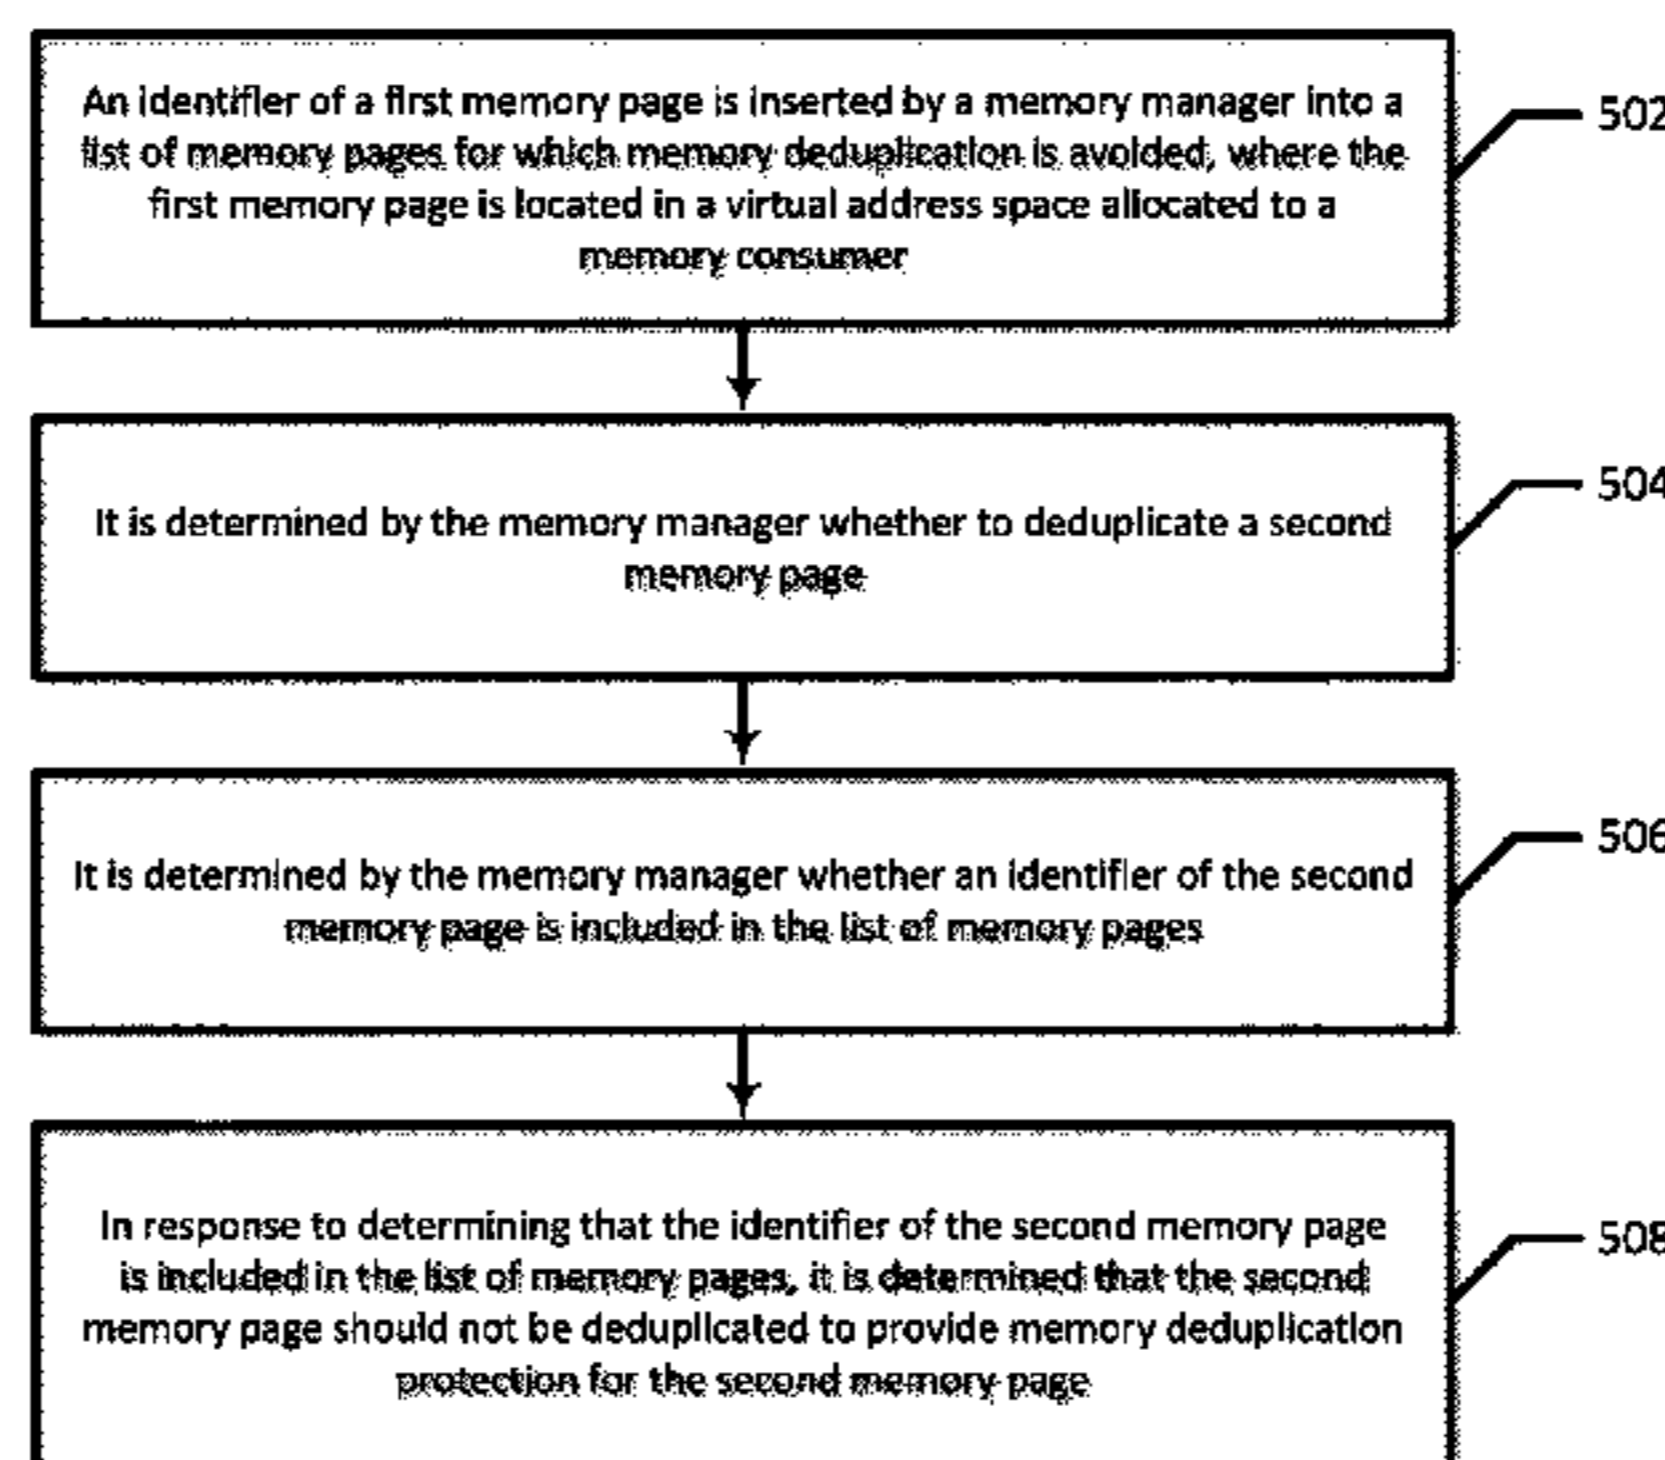 An identifier of a first memory page is inserted by a memory manager into a
list of memory pages for which memory deduplication is avoided, where the
first memory page is located in a virtual address space allocated to a
memory consumer
502
It is determined by the memory manager whether to deduplicate a second
memory page
504
It is determined by the memory manager whether an identifier of the second
memory page is included in the list of memory pages
506
In response to determining that the identifier of the second memory page
is included in the list of memory pages, it is determined that the second
memory page should not be deduplicated to provide memory deduplication
protection for the second memory page
508